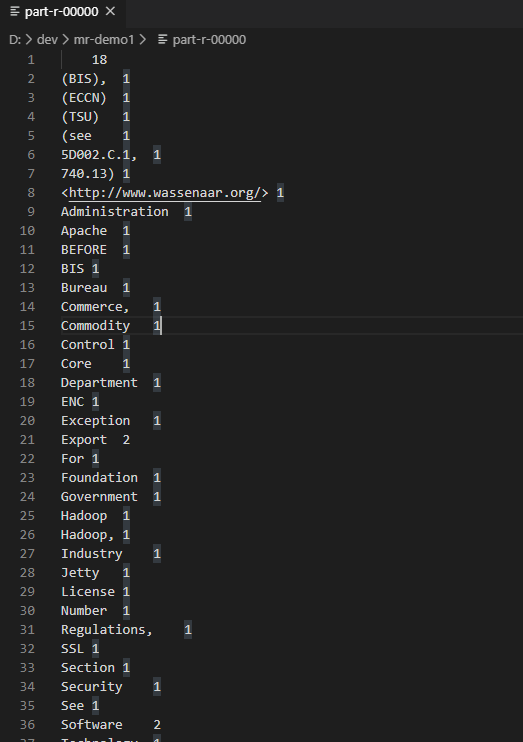 part-r-00000 ×
D: > dev > mr-demo1 > part-r-00000
1 18
2 (BIS), 1
3 (ECCN) 1
4 (TSU) 1
5 (see 1
6 5D002.C.1, 1
7 740.13) 1
8 <http://www.wassenaar.org/> 1
9 Administration 1
10 Apache 1
11 BEFORE 1
12 BIS 1
13 Bureau 1
14 Commerce, 1
15 Commodity 1
16 Control 1
17 Core 1
18 Department 1
19 ENC 1
20 Exception 1
21 Export 2
22 For 1
23 Foundation 1
24 Government 1
25 Hadoop 1
26 Hadoop, 1
27 Industry 1
28 Jetty 1
29 License 1
30 Number 1
31 Regulations, 1
32 SSL 1
33 Section 1
34 Security 1
35 See 1
36 Software 2
37 Technology 1